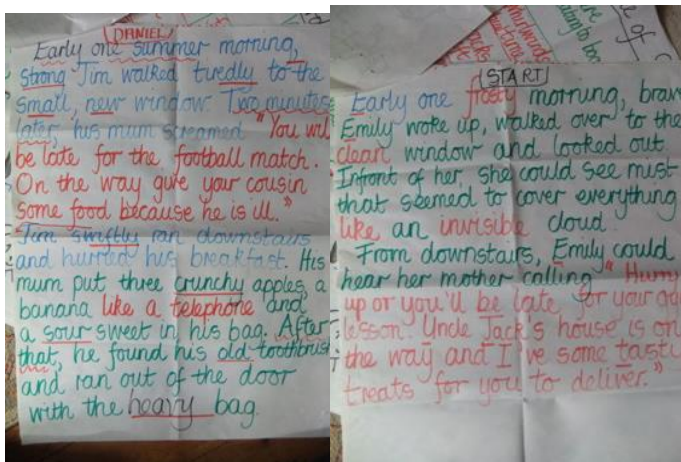 DANIEL
Early one summer morning,
strong Jim walked tiredly to the
small, new window. Two minutes
later, his mum screamed "You will
be late for the football match.
On the way give your cousin
some food because he is ill."
Jim swiftly ran downstairs
and hurried his breakfast. His
mum put three crunchy apples, a
banana like a telephone and
a sour sweet in his bag. After
that, he found his old toothbrush
and ran out of the door
with the heavy bag.
START
Early one frosty morning, brave
Emily woke up, walked over to the
clean window and looked out.
Infront of her, she could see mist
that seemed to cover everything
like an invisible cloud.
From downstairs, Emily could
hear her mother calling "Hurry
up or you'll be late for your
lesson. Uncle Jack's house is on
the way and I've some tasty
treats for you to deliver."